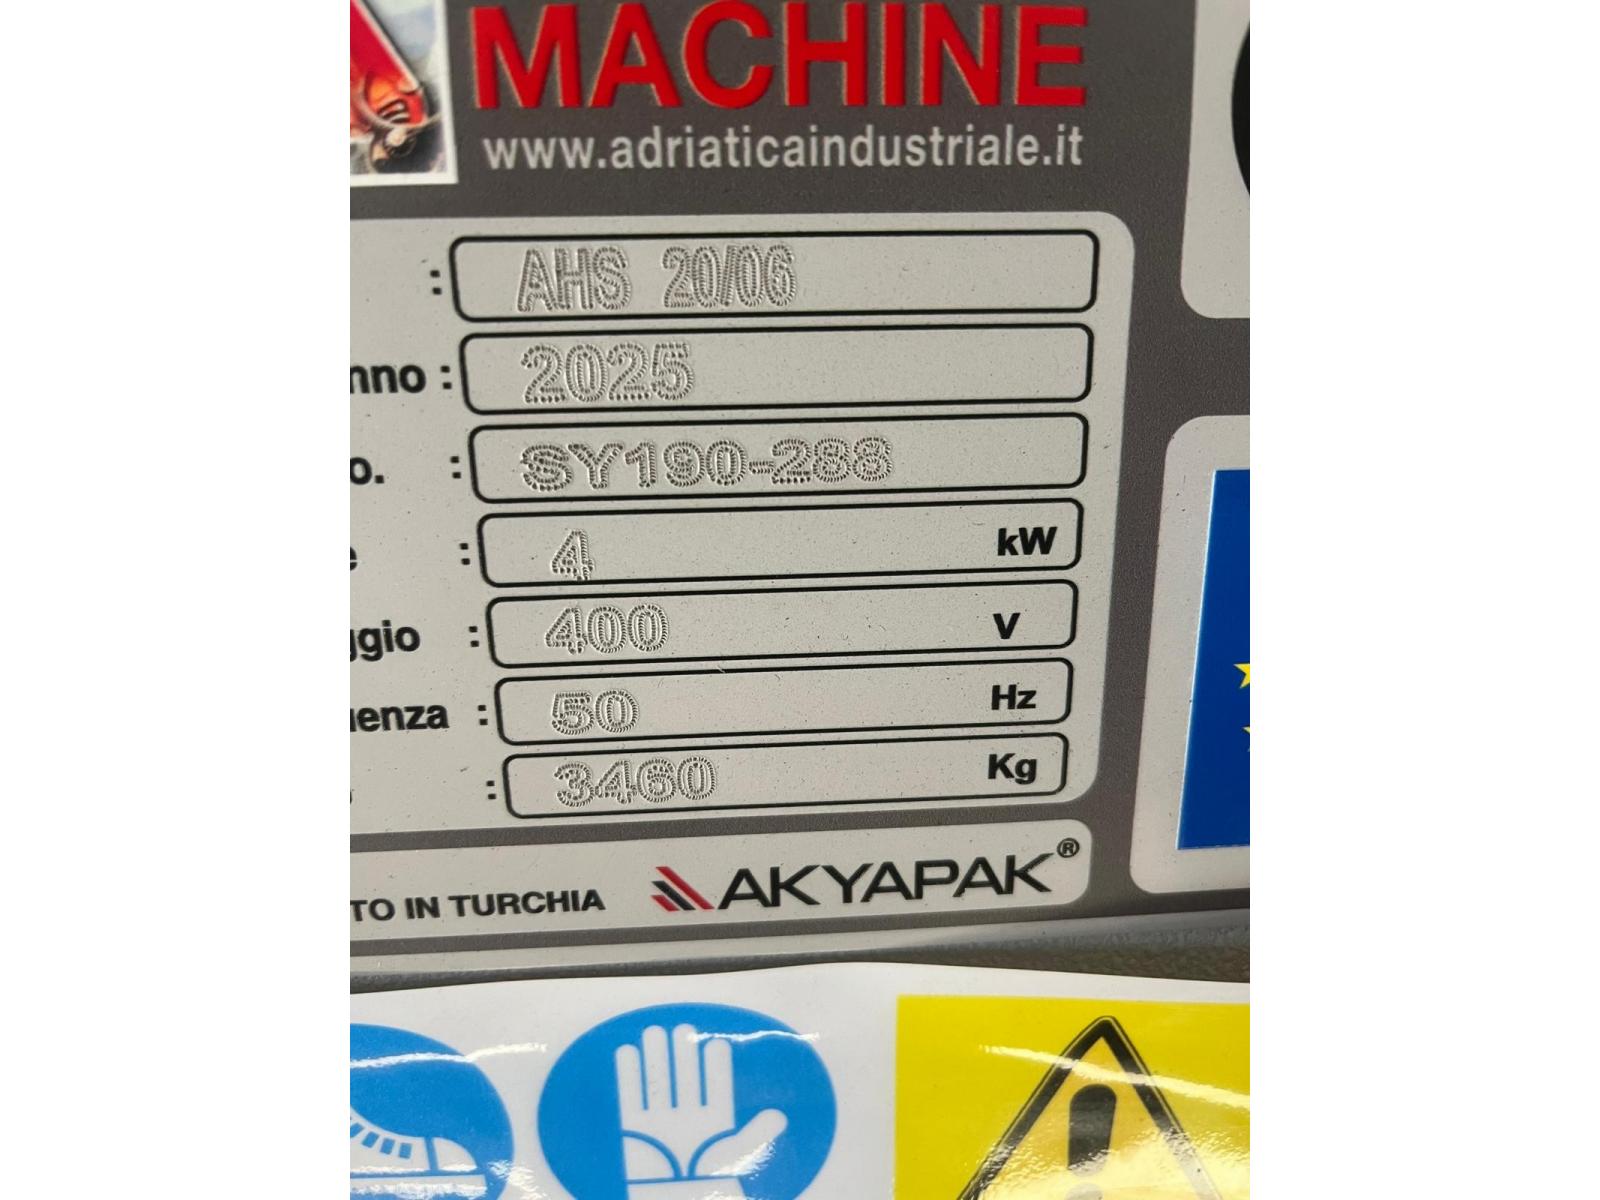 MACHINE
www.adriaticaindustriale.it
: AHS 20/06
nno : 2025
o. : SY190-288
e : 4 kW
ggio : 400 V
uenza : 50 Hz
: 3460 Kg
TO IN TURCHIA AKYAPAK®